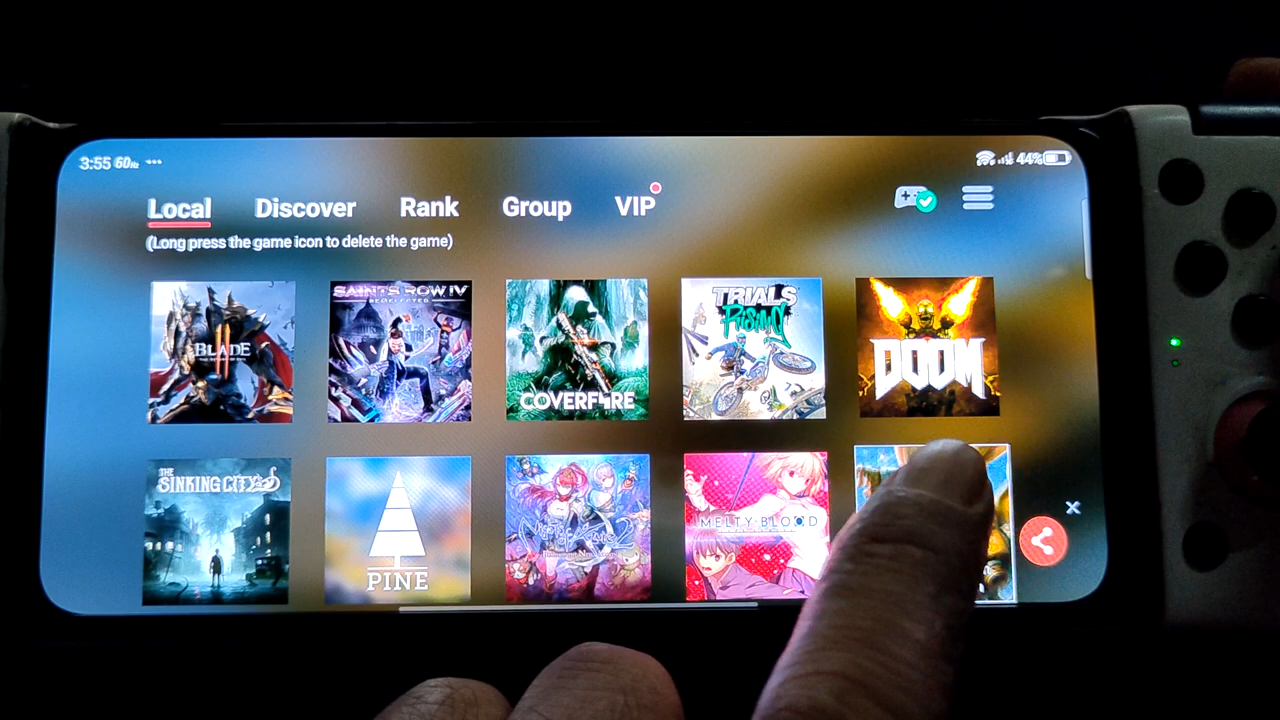 3:55 60Hz ...
44%
Local Discover Rank Group VIP
(Long press the game icon to delete the game)
BLADE II
SAINTS ROW IV
RE-ELECTED
COVERFIRE
TRIALS
RISING
DOOM
THE
SINKING CITY
PINE
MELTY BLOOD